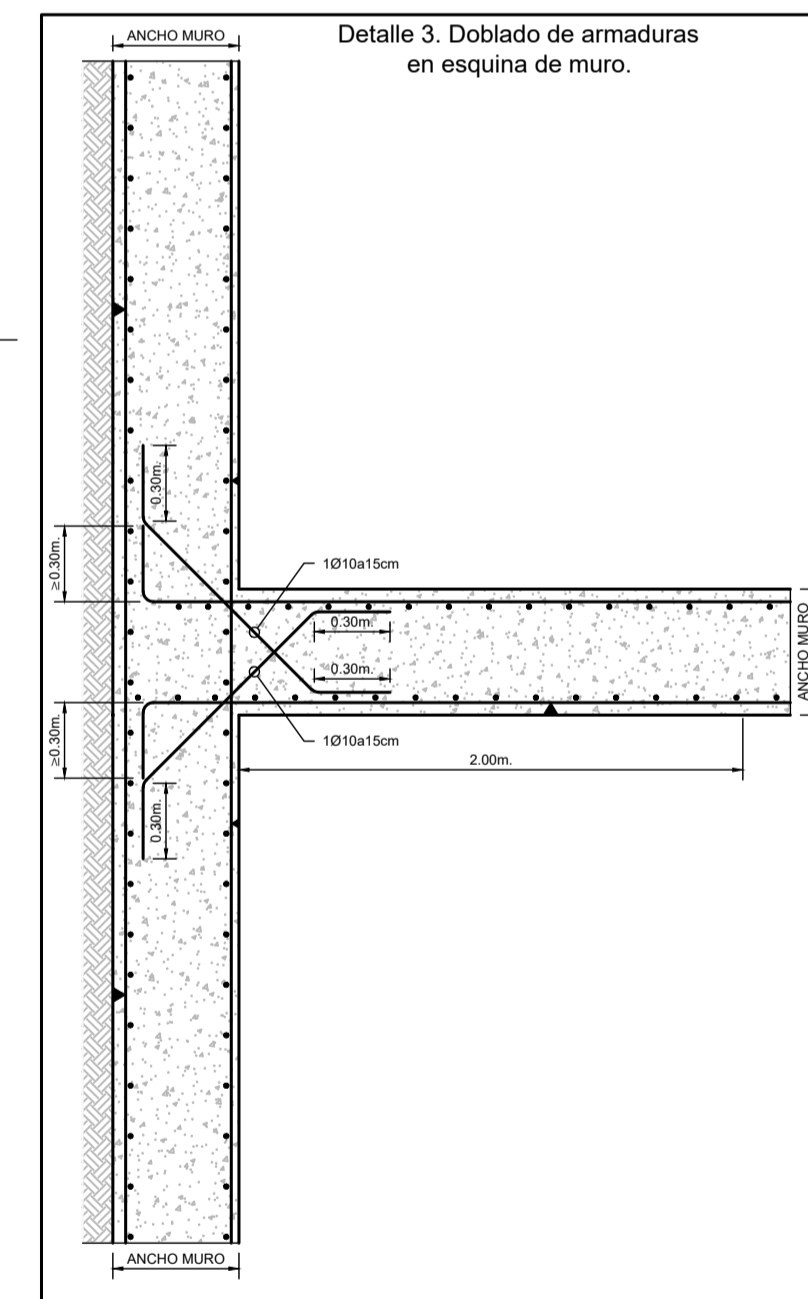 Detalle 3. Doblado de armaduras
en esquina de muro.
ANCHO MURO
0.30m.
≥0.30m.
1Ø10a15cm
0.30m.
0.30m.
ANCHO MURO
≥0.30m.
1Ø10a15cm
2.00m.
0.30m.
ANCHO MURO